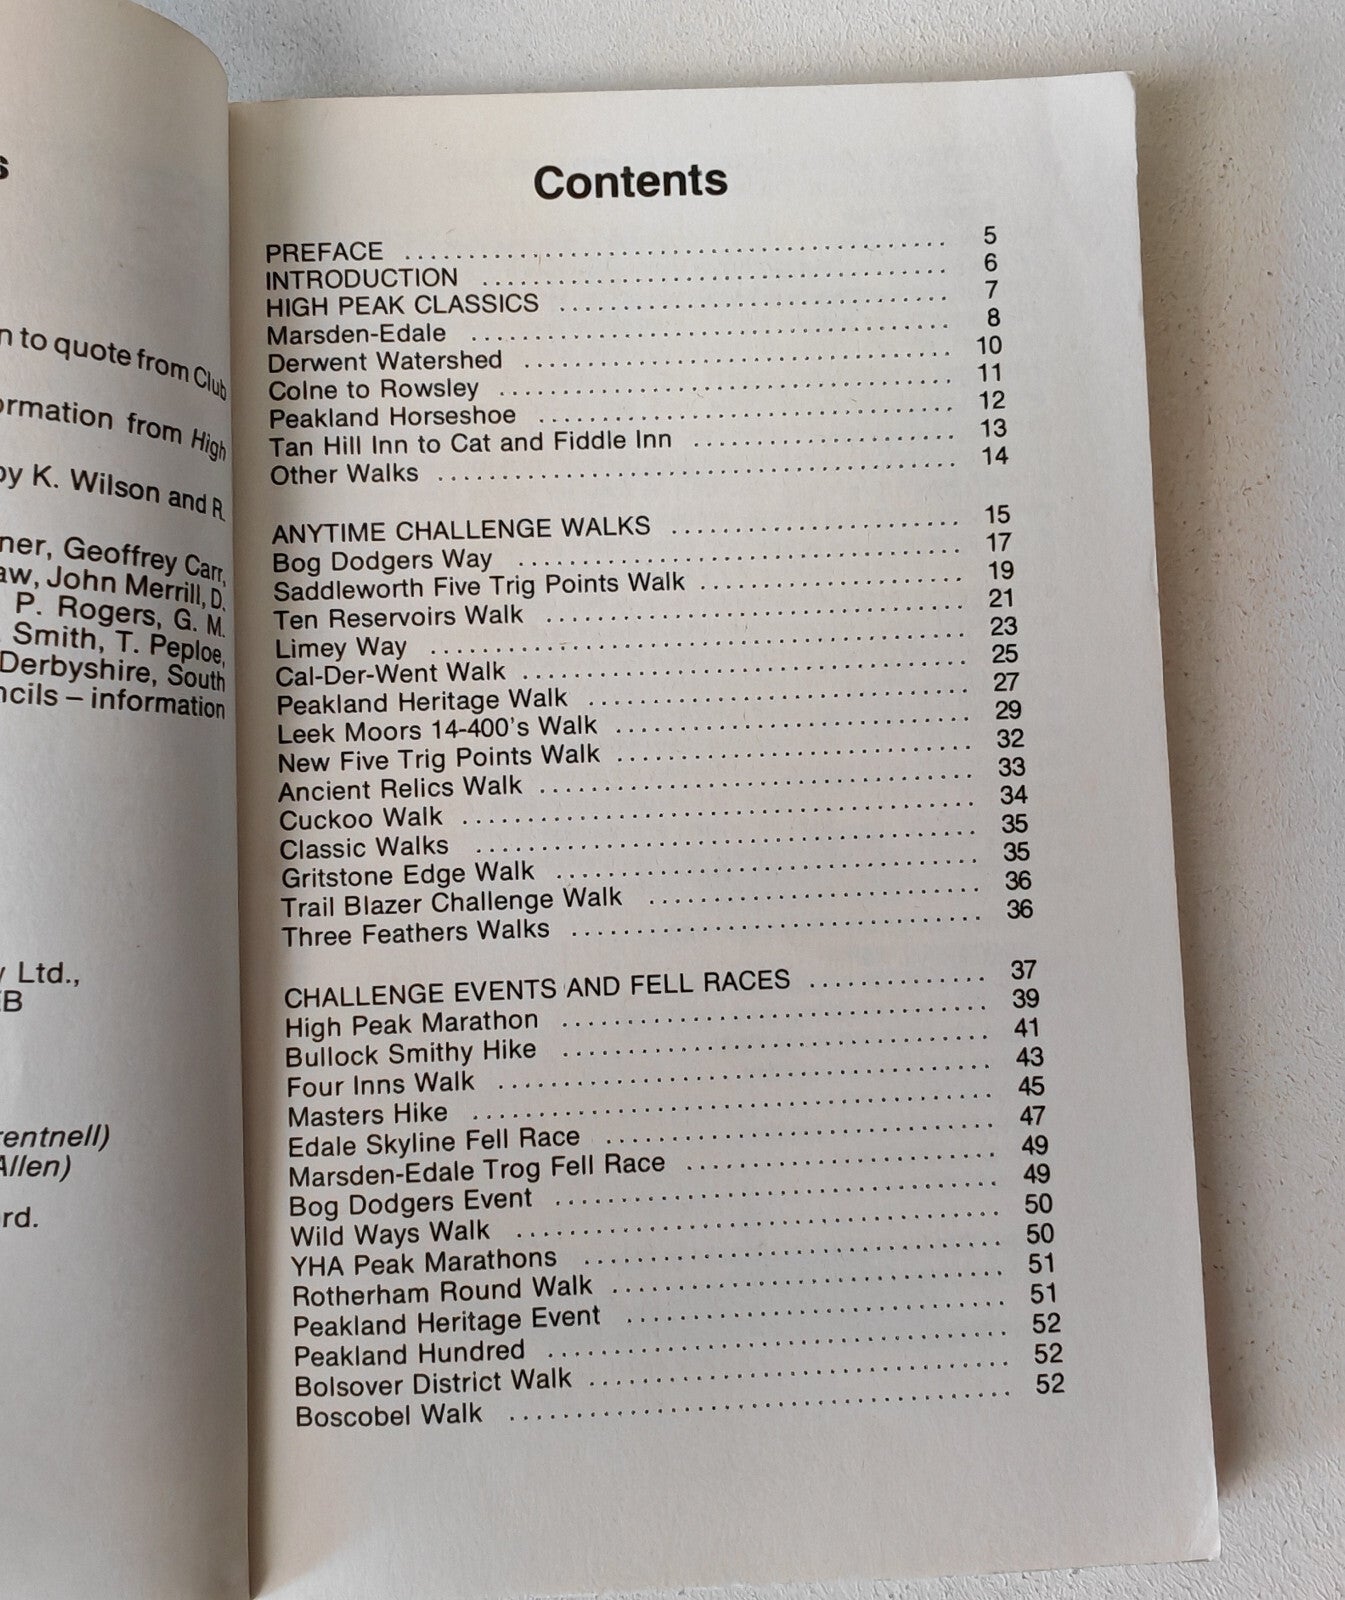 s
n to quote from Club
ormation from High
by K. Wilson and R.
ner, Geoffrey Carr,
aw, John Merrill, D.
P. Rogers, G. M.
Smith, T. Peploe,
Derbyshire, South
ncils – information
y Ltd.,
EB
rentnell)
Allen)
rd.
Contents
PREFACE ........ 5
INTRODUCTION ........ 6
HIGH PEAK CLASSICS ........ 7
Marsden-Edale ........ 8
Derwent Watershed ........ 10
Colne to Rowsley ........ 11
Peakland Horseshoe ........ 12
Tan Hill Inn to Cat and Fiddle Inn ........ 13
Other Walks ........ 14
ANYTIME CHALLENGE WALKS ........ 15
Bog Dodgers Way ........ 17
Saddleworth Five Trig Points Walk ........ 19
Ten Reservoirs Walk ........ 21
Limey Way ........ 23
Cal-Der-Went Walk ........ 25
Peakland Heritage Walk ........ 27
Leek Moors 14-400's Walk ........ 29
New Five Trig Points Walk ........ 32
Ancient Relics Walk ........ 33
Cuckoo Walk ........ 34
Classic Walks ........ 35
Gritstone Edge Walk ........ 35
Trail Blazer Challenge Walk ........ 36
Three Feathers Walks ........ 36
CHALLENGE EVENTS AND FELL RACES ........ 37
High Peak Marathon ........ 39
Bullock Smithy Hike ........ 41
Four Inns Walk ........ 43
Masters Hike ........ 45
Edale Skyline Fell Race ........ 47
Marsden-Edale Trog Fell Race ........ 49
Bog Dodgers Event ........ 49
Wild Ways Walk ........ 50
YHA Peak Marathons ........ 50
Rotherham Round Walk ........ 51
Peakland Heritage Event ........ 51
Peakland Hundred ........ 52
Bolsover District Walk ........ 52
Boscobel Walk ........ 52